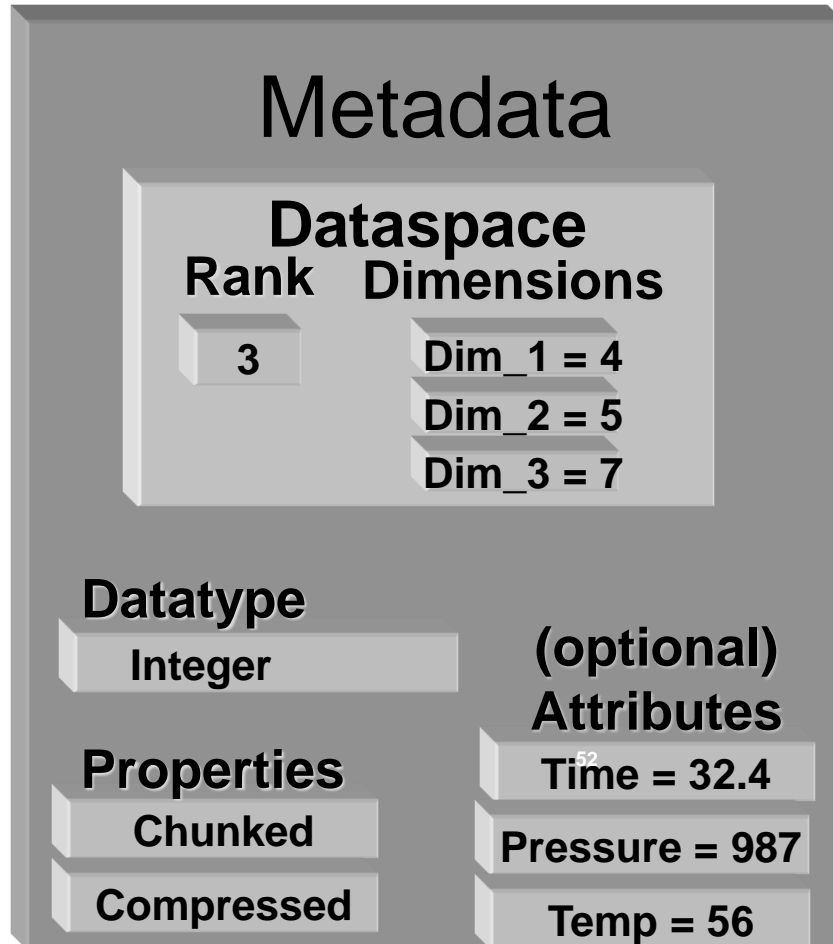 Metadata
Dataspace
Rank Dimensions
3
Dim_1 = 4
Dim_2 = 5
Dim_3 = 7
Datatype
Integer
Properties
Chunked
Compressed
(optional)
Attributes
52
Time = 32.4
Pressure = 987
Temp = 56